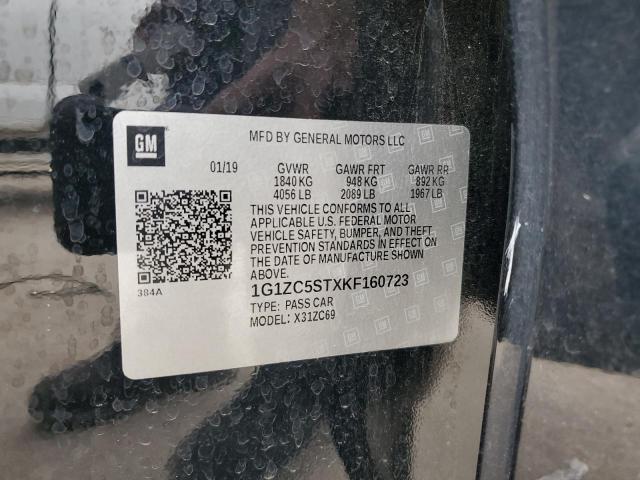 GM
MFD BY GENERAL MOTORS LLC
01/19 GVWR GAWR FRT GAWR RR
1840 KG 948 KG 892 KG
4056 LB 2089 LB 1967 LB
THIS VEHICLE CONFORMS TO ALL
APPLICABLE U.S. FEDERAL MOTOR
VEHICLE SAFETY, BUMPER, AND THEFT
PREVENTION STANDARDS IN EFFECT ON
THE DATE OF MANUFACTURE SHOWN
ABOVE.
384A
1G1ZC5STXKF160723
TYPE: PASS CAR
MODEL: X31ZC69